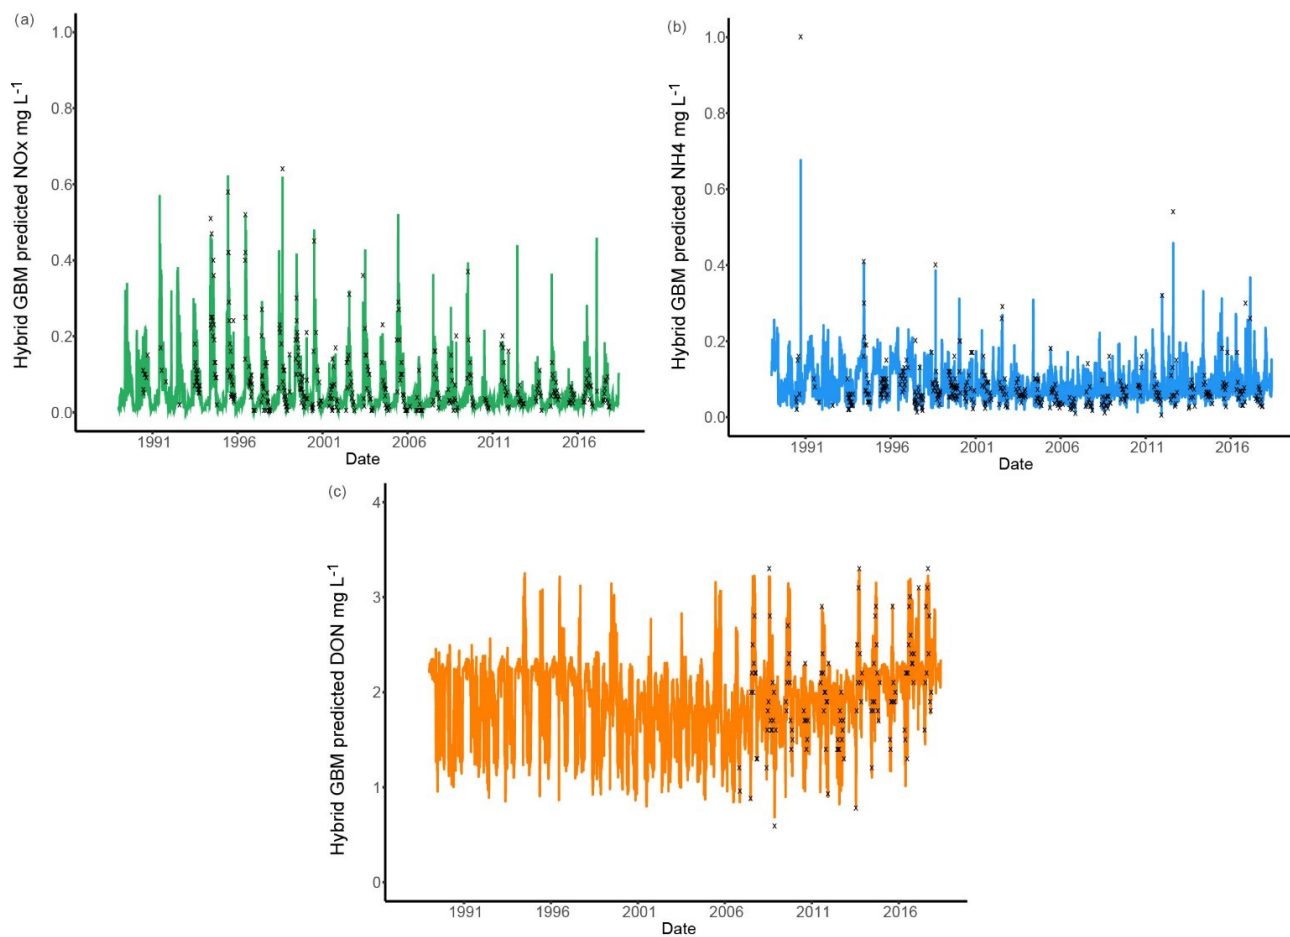 (a)
Hybrid GBM predicted NOx mg L⁻¹
1.0
0.8
0.6
0.4
0.2
0.0
1991 1996 2001 2006 2011 2016
Date
(b)
Hybrid GBM predicted NH4 mg L⁻¹
1.0
0.8
0.6
0.4
0.2
0.0
1991 1996 2001 2006 2011 2016
Date
(c)
Hybrid GBM predicted DON mg L⁻¹
4
3
2
1
0
1991 1996 2001 2006 2011 2016
Date